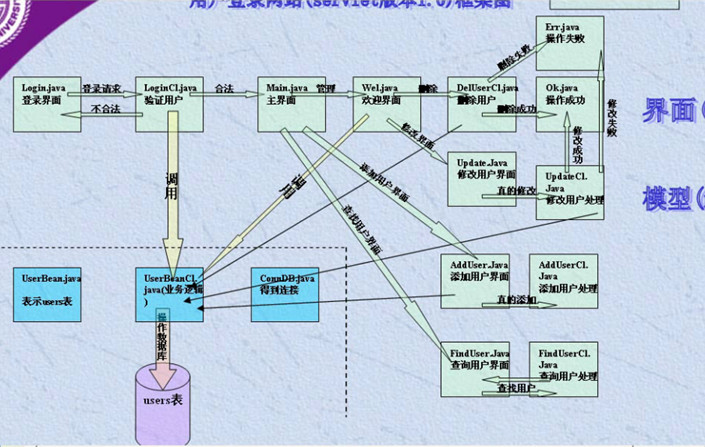 用户登录网站(servlet版本1.0)框架图
Err.java
操作失败
删除失败
Login.java
登录界面
登录请求
不合法
LoginCl.java
验证用户
合法
Main.java
主界面
管理
Wel.java
欢迎界面
删除
DelUserCl.java
删除用户
删除成功
Ok.java
操作成功
修改失败
修改成功
界面(
修改界面
Update.Java
修改用户界面
真的修改
UpdateCl.
Java
修改用户处理
模型(
调用
调用
添加用户界面
查找用户界面
UserBean.java
表示users表
UserBeanCl.
java(业务逻辑
)
ConnDB.java
得到连接
AddUser.Java
添加用户界面
真的添加
AddUserCl.
Java
添加用户处理
操作数据库
users表
FindUser.Java
查询用户界面
查找用户
FindUserCl.
Java
查询用户处理